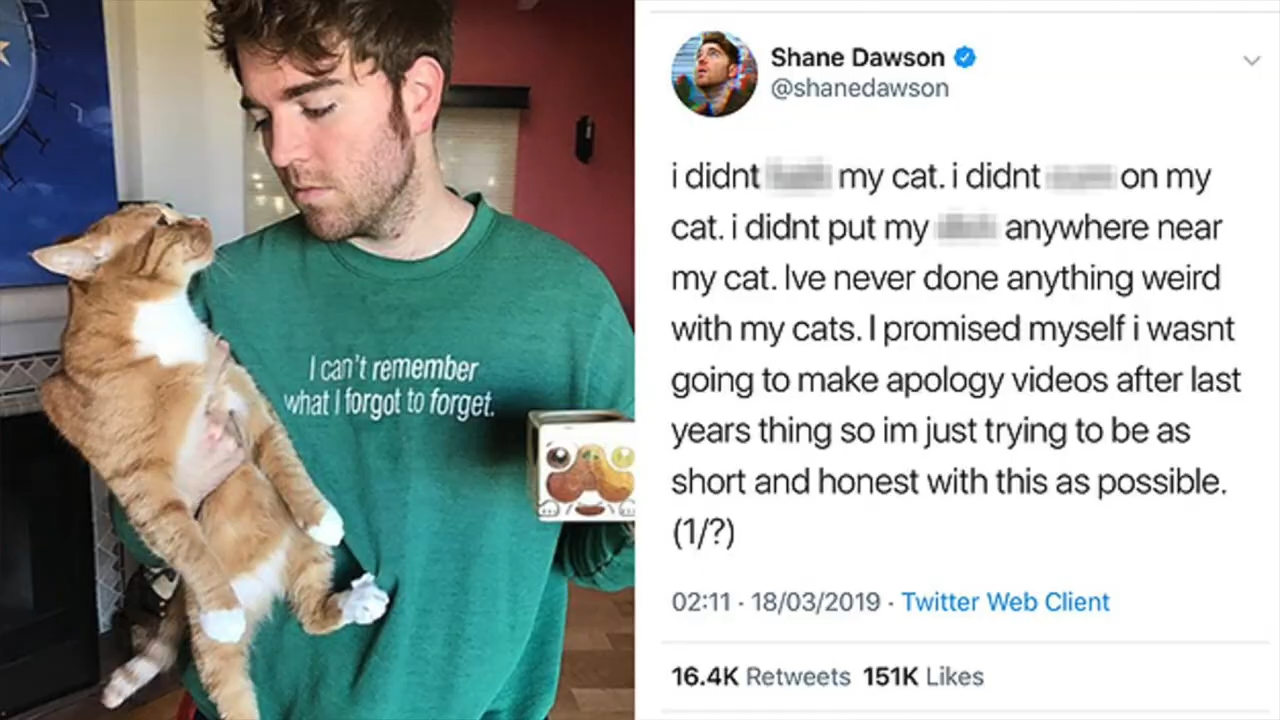 I can't remember
what I forgot to forget.
Shane Dawson
@shanedawson
i didnt my cat. i didnt on my
cat. i didnt put my anywhere near
my cat. Ive never done anything weird
with my cats. I promised myself i wasnt
going to make apology videos after last
years thing so im just trying to be as
short and honest with this as possible.
(1/?)
02:11 · 18/03/2019 · Twitter Web Client
16.4K Retweets 151K Likes